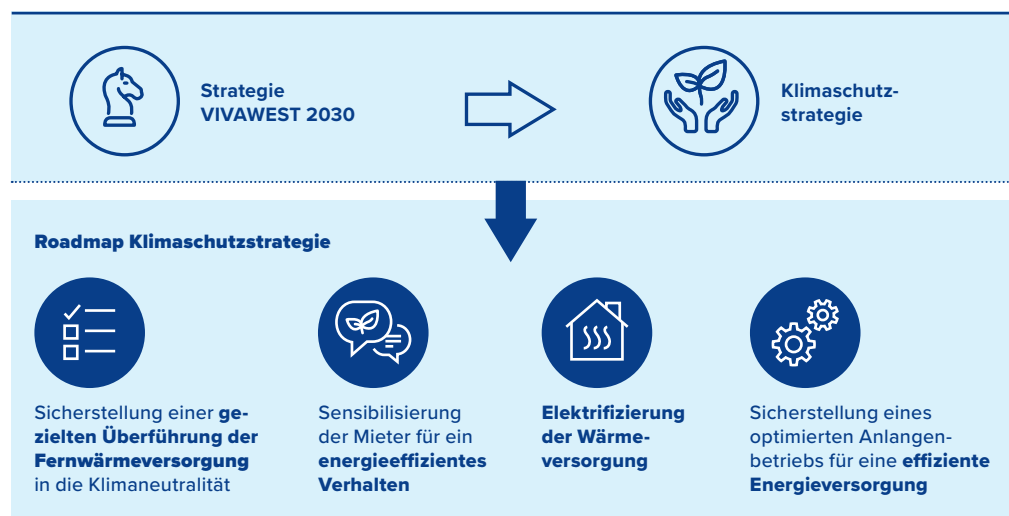 Strategie
VIVAWEST 2030
Klimaschutz-
strategie
Roadmap Klimaschutzstrategie
Sicherstellung einer ge-
zielten Überführung der
Fernwärmeversorgung
in die Klimaneutralität
Sensibilisierung
der Mieter für ein
energieeffizientes
Verhalten
Elektrifizierung
der Wärme-
versorgung
Sicherstellung eines
optimierten Anlangen-
betriebs für eine effiziente
Energieversorgung